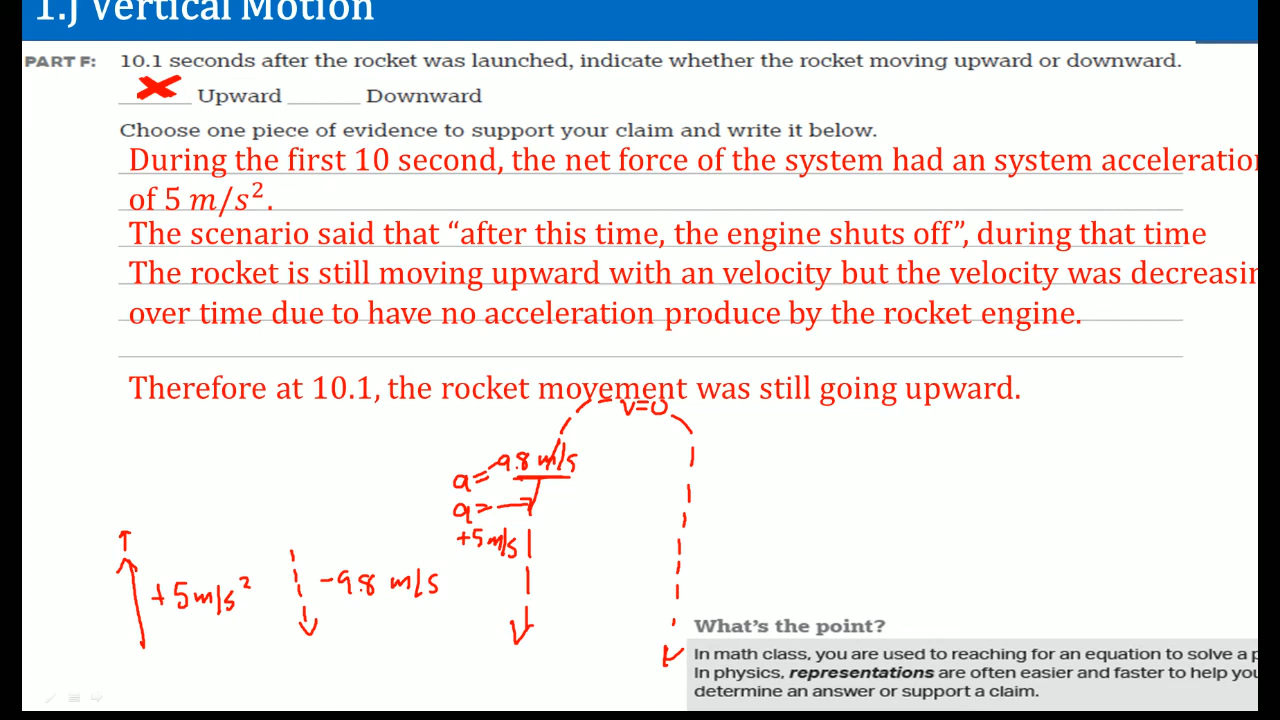 1.J Vertical Motion
PART F: 10.1 seconds after the rocket was launched, indicate whether the rocket moving upward or downward.
X Upward ______ Downward
Choose one piece of evidence to support your claim and write it below.
During the first 10 second, the net force of the system had an system acceleratio
of 5 m/s².
The scenario said that “after this time, the engine shuts off”, during that time
The rocket is still moving upward with an velocity but the velocity was decreasin
over time due to have no acceleration produce by the rocket engine.
Therefore at 10.1, the rocket movement was still going upward.
v=0
a=-9.8 m/s
a=
+5m/s
+5m/s²
-9.8 m/s
What's the point?
In math class, you are used to reaching for an equation to solve a p
In physics, representations are often easier and faster to help you
determine an answer or support a claim.